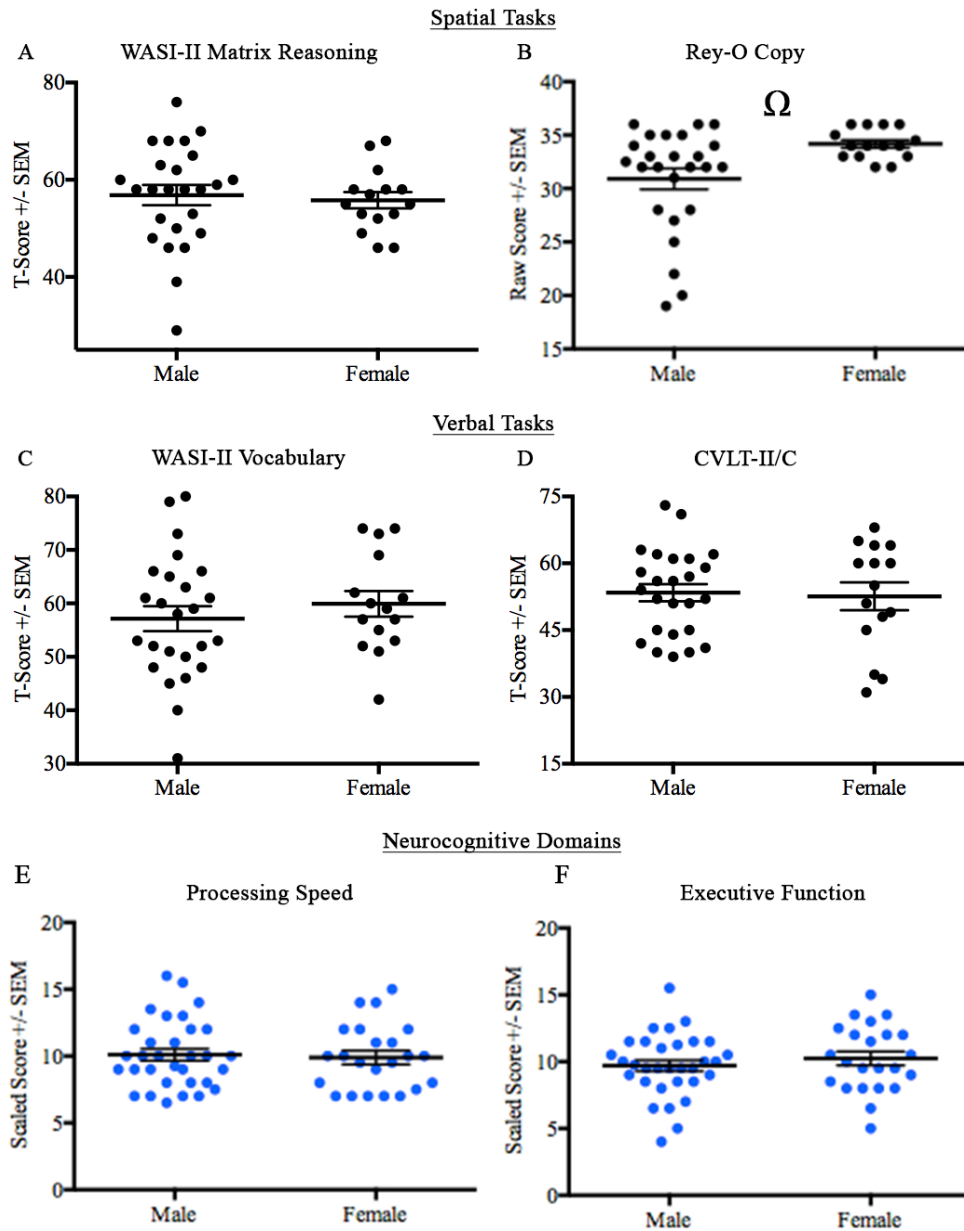 Spatial Tasks
A
WASI-II Matrix Reasoning
T-Score +/- SEM
80
60
40
Male
Female
B
Rey-O Copy
Ω
Raw Score +/- SEM
40
35
30
25
20
15
Male
Female
Verbal Tasks
C
WASI-II Vocabulary
T-Score +/- SEM
80
70
60
50
40
30
Male
Female
D
CVLT-II/C
T-Score +/- SEM
75
60
45
30
15
Male
Female
Neurocognitive Domains
E
Processing Speed
Scaled Score +/- SEM
20
15
10
5
0
Male
Female
F
Executive Function
Scaled Score +/- SEM
20
15
10
5
0
Male
Female